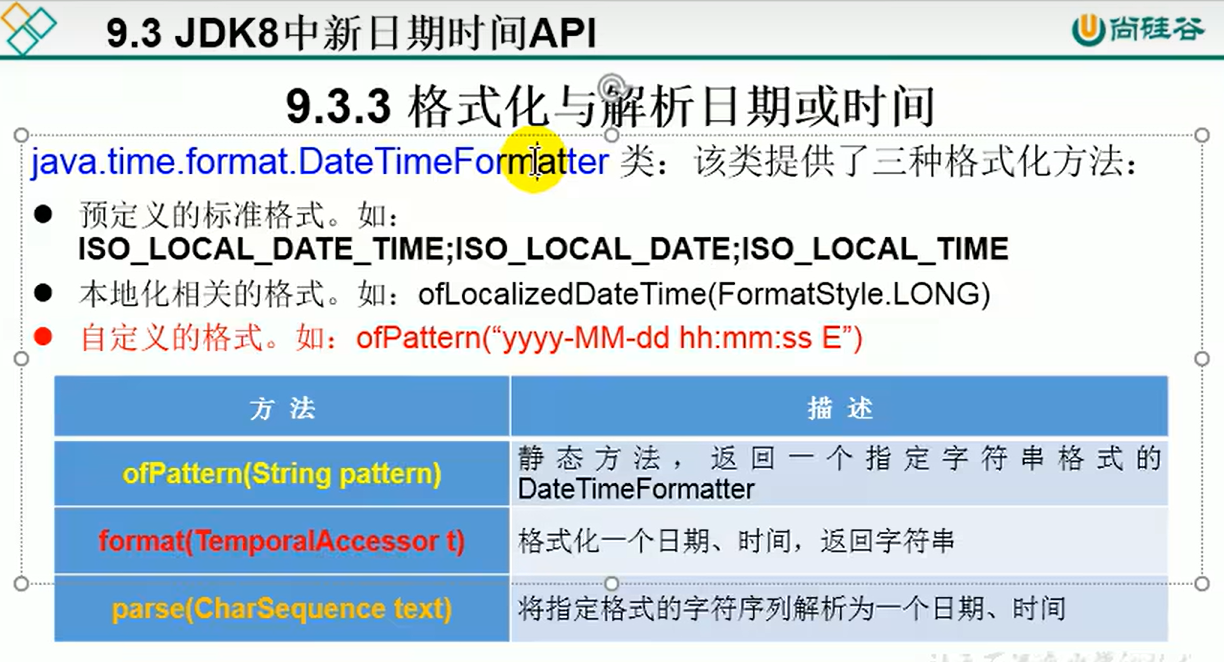 9.3 JDK8中新日期时间API
尚硅谷
9.3.3 格式化与解析日期或时间
java.time.format.DateTimeFormatter 类：该类提供了三种格式化方法：
● 预定义的标准格式。如：
ISO_LOCAL_DATE_TIME;ISO_LOCAL_DATE;ISO_LOCAL_TIME
● 本地化相关的格式。如：ofLocalizedDateTime(FormatStyle.LONG)
● 自定义的格式。如：ofPattern(“yyyy-MM-dd hh:mm:ss E”)
方 法 描 述
ofPattern(String pattern) 静态方法，返回一个指定字符串格式的
DateTimeFormatter
format(TemporalAccessor t) 格式化一个日期、时间，返回字符串
parse(CharSequence text) 将指定格式的字符序列解析为一个日期、时间